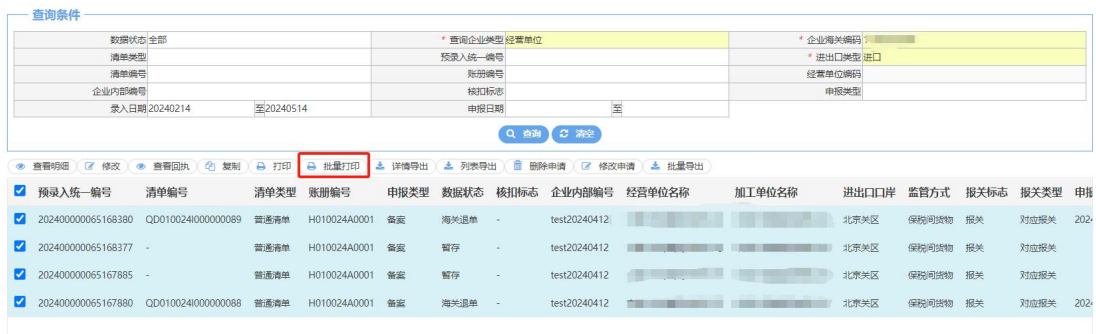 查询条件
数据状态 全部 * 查询企业类型 经营单位 * 企业海关编码
清单类型 预录入统一编号 * 进出口类型 进口
清单编号 账册编号 经营单位编码
企业内部编号 核扣标志 申报类型
录入日期 20240214 至 20240514 申报日期 至
查询 清空
查看明细 修改 查看回执 复制 打印 批量打印 详情导出 列表导出 删除申请 修改申请 批量导出
预录入统一编号 清单编号 清单类型 账册编号 申报类型 数据状态 核扣标志 企业内部编号 经营单位名称 加工单位名称 进出口口岸 监管方式 报关标志 报关类型 申报
202400000065168380 QD010024I000000089 普通清单 H010024A0001 备案 海关退单 - test20240412 北京关区 保税间货物 报关 对应报关 2024-
202400000065168377 - 普通清单 H010024A0001 备案 暂存 - test20240412 北京关区 保税间货物 报关 对应报关
202400000065167885 - 普通清单 H010024A0001 备案 暂存 - test20240412 北京关区 保税间货物 报关 对应报关
202400000065167880 QD010024I000000088 普通清单 H010024A0001 备案 海关退单 - test20240412 北京关区 保税间货物 报关 对应报关 2024-